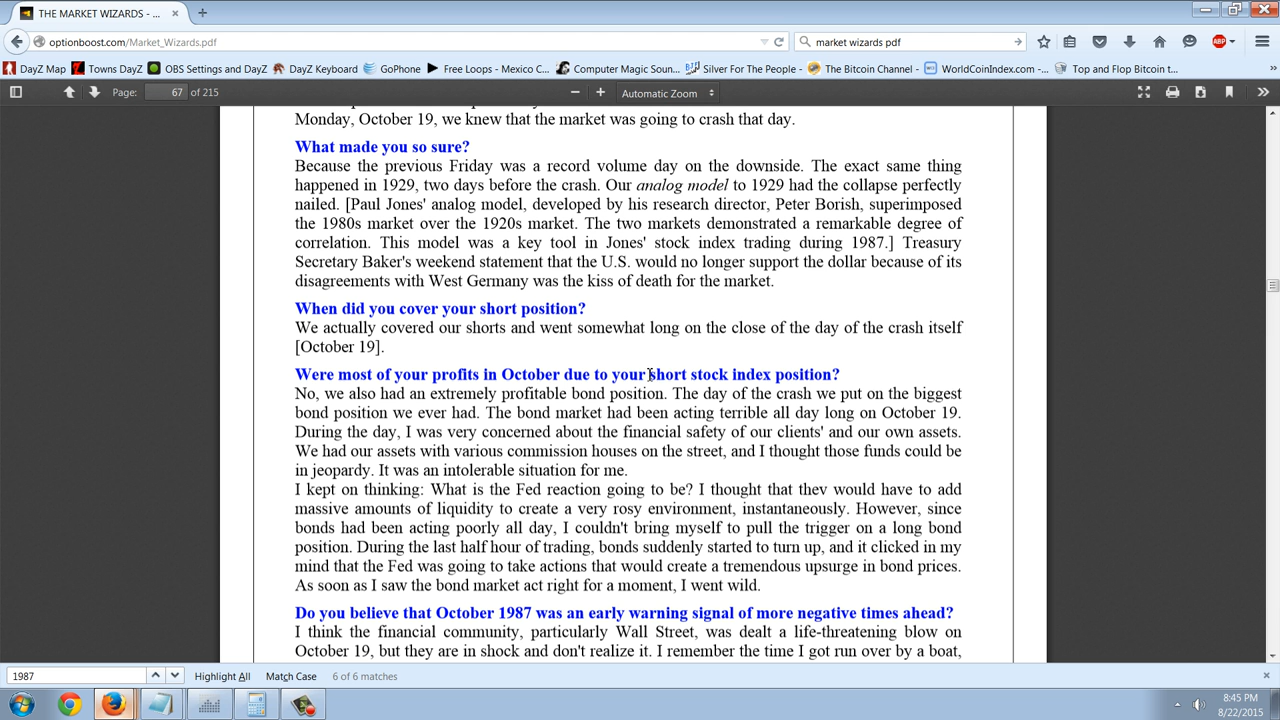 THE MARKET WIZARDS - ...
optionboost.com/Market_Wizards.pdf
market wizards pdf
ABP
DayZ Map
Towns DayZ
OBS Settings and DayZ
DayZ Keyboard
GoPhone
Free Loops - Mexico C...
Computer Magic Soun...
Silver For The People - ...
The Bitcoin Channel - ...
WorldCoinIndex.com -...
Top and Flop Bitcoin t...
Page: 67 of 215
Automatic Zoom
Monday, October 19, we knew that the market was going to crash that day.
What made you so sure?
Because the previous Friday was a record volume day on the downside. The exact same thing
happened in 1929, two days before the crash. Our analog model to 1929 had the collapse perfectly
nailed. [Paul Jones' analog model, developed by his research director, Peter Borish, superimposed
the 1980s market over the 1920s market. The two markets demonstrated a remarkable degree of
correlation. This model was a key tool in Jones' stock index trading during 1987.] Treasury
Secretary Baker's weekend statement that the U.S. would no longer support the dollar because of its
disagreements with West Germany was the kiss of death for the market.
When did you cover your short position?
We actually covered our shorts and went somewhat long on the close of the day of the crash itself
[October 19].
Were most of your profits in October due to your short stock index position?
No, we also had an extremely profitable bond position. The day of the crash we put on the biggest
bond position we ever had. The bond market had been acting terrible all day long on October 19.
During the day, I was very concerned about the financial safety of our clients' and our own assets.
We had our assets with various commission houses on the street, and I thought those funds could be
in jeopardy. It was an intolerable situation for me.
I kept on thinking: What is the Fed reaction going to be? I thought that thev would have to add
massive amounts of liquidity to create a very rosy environment, instantaneously. However, since
bonds had been acting poorly all day, I couldn't bring myself to pull the trigger on a long bond
position. During the last half hour of trading, bonds suddenly started to turn up, and it clicked in my
mind that the Fed was going to take actions that would create a tremendous upsurge in bond prices.
As soon as I saw the bond market act right for a moment, I went wild.
Do you believe that October 1987 was an early warning signal of more negative times ahead?
I think the financial community, particularly Wall Street, was dealt a life-threatening blow on
October 19, but they are in shock and don't realize it. I remember the time I got run over by a boat,
1987
Highlight All
Match Case
6 of 6 matches
8:45 PM
8/22/2015